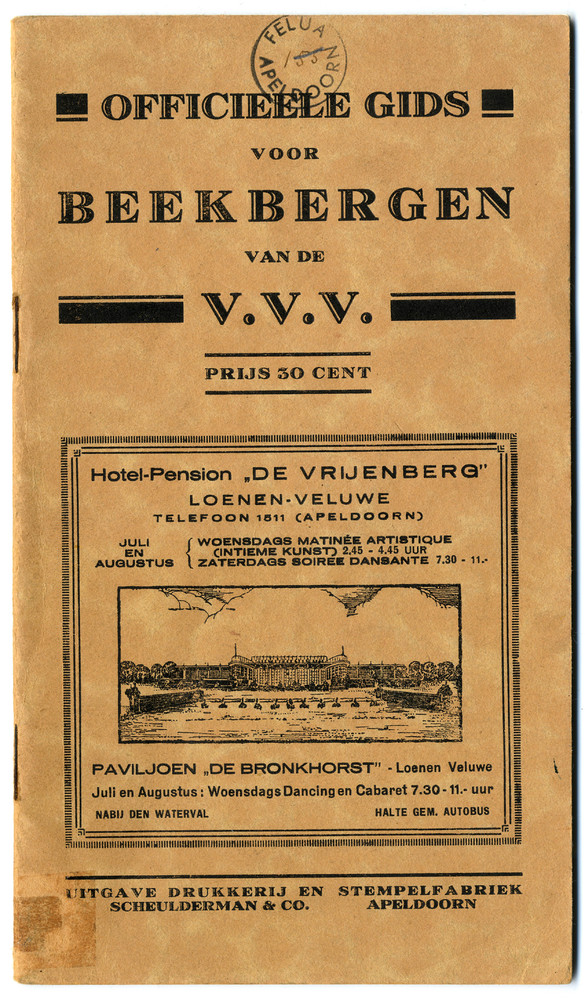 FELUA
APELDOORN
OFFICIEELE GIDS
VOOR
BEEKBERGEN
VAN DE
V.V.V.
PRIJS 30 CENT
Hotel-Pension „DE VRIJENBERG”
LOENEN-VELUWE
TELEFOON 1511 (APELDOORN)
JULI EN AUGUSTUS { WOENSDAGS MATINÉE ARTISTIQUE
(INTIEME KUNST) 2,45 - 4,45 UUR
ZATERDAGS SOIRÉE DANSANTE 7.30 - 11.-
PAVILJOEN „DE BRONKHORST” - Loenen Veluwe
Juli en Augustus: Woensdags Dancing en Cabaret 7.30 - 11.- uur
NABIJ DEN WATERVAL HALTE GEM. AUTOBUS
UITGAVE DRUKKERIJ EN STEMPELFABRIEK
SCHEULDERMAN & CO. APELDOORN